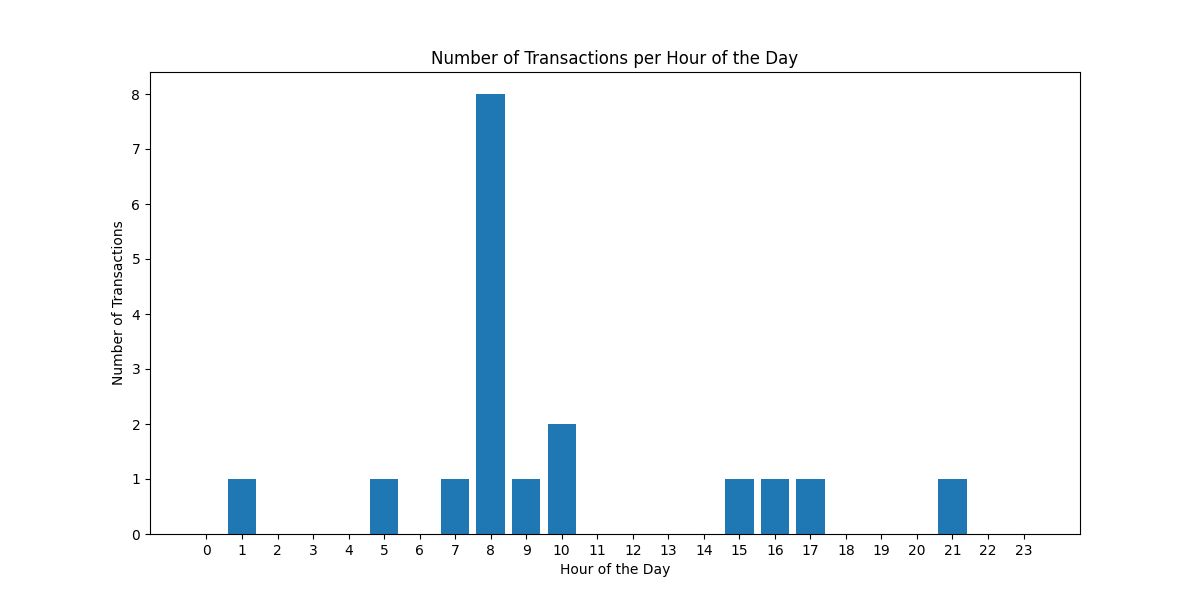 Number of Transactions per Hour of the Day
Number of Transactions
8
7
6
5
4
3
2
1
0
0 1 2 3 4 5 6 7 8 9 10 11 12 13 14 15 16 17 18 19 20 21 22 23
Hour of the Day